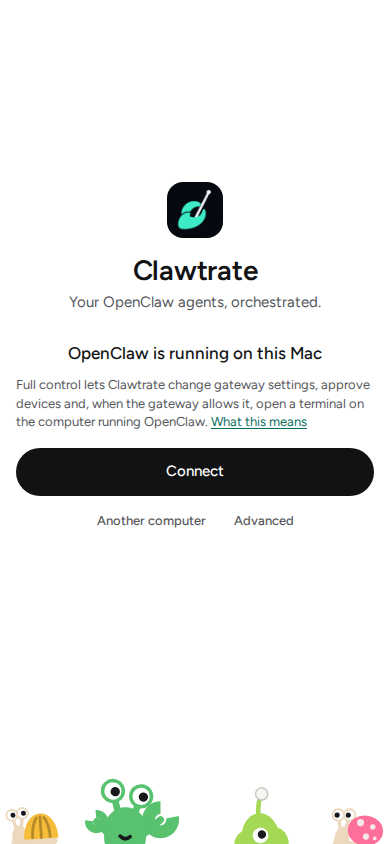 Clawtrate
Your OpenClaw agents, orchestrated.
OpenClaw is running on this Mac
Full control lets Clawtrate change gateway settings, approve
devices and, when the gateway allows it, open a terminal on
the computer running OpenClaw. What this means
Connect
Another computer Advanced